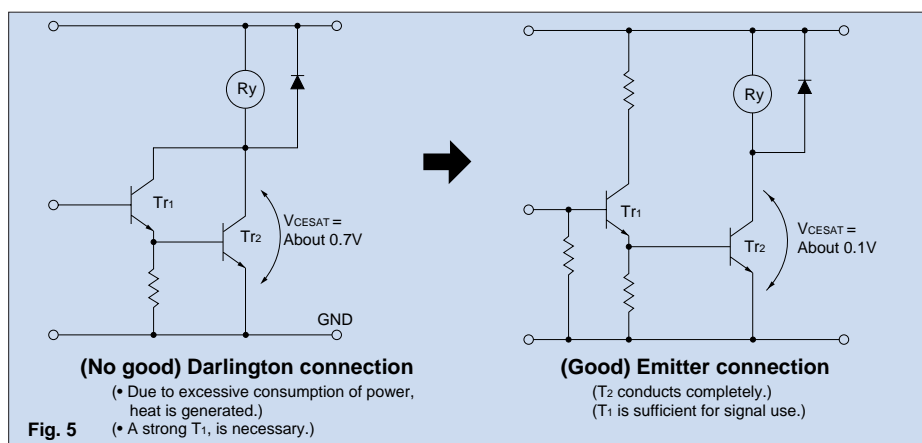 Ry
Tr1
Tr2
VCESAT =
About 0.7V
GND
(No good) Darlington connection
(• Due to excessive consumption of power,
heat is generated.)
(• A strong T1, is necessary.)
Ry
Tr1
Tr2
VCESAT =
About 0.1V
(Good) Emitter connection
(T2 conducts completely.)
(T1 is sufficient for signal use.)
Fig. 5